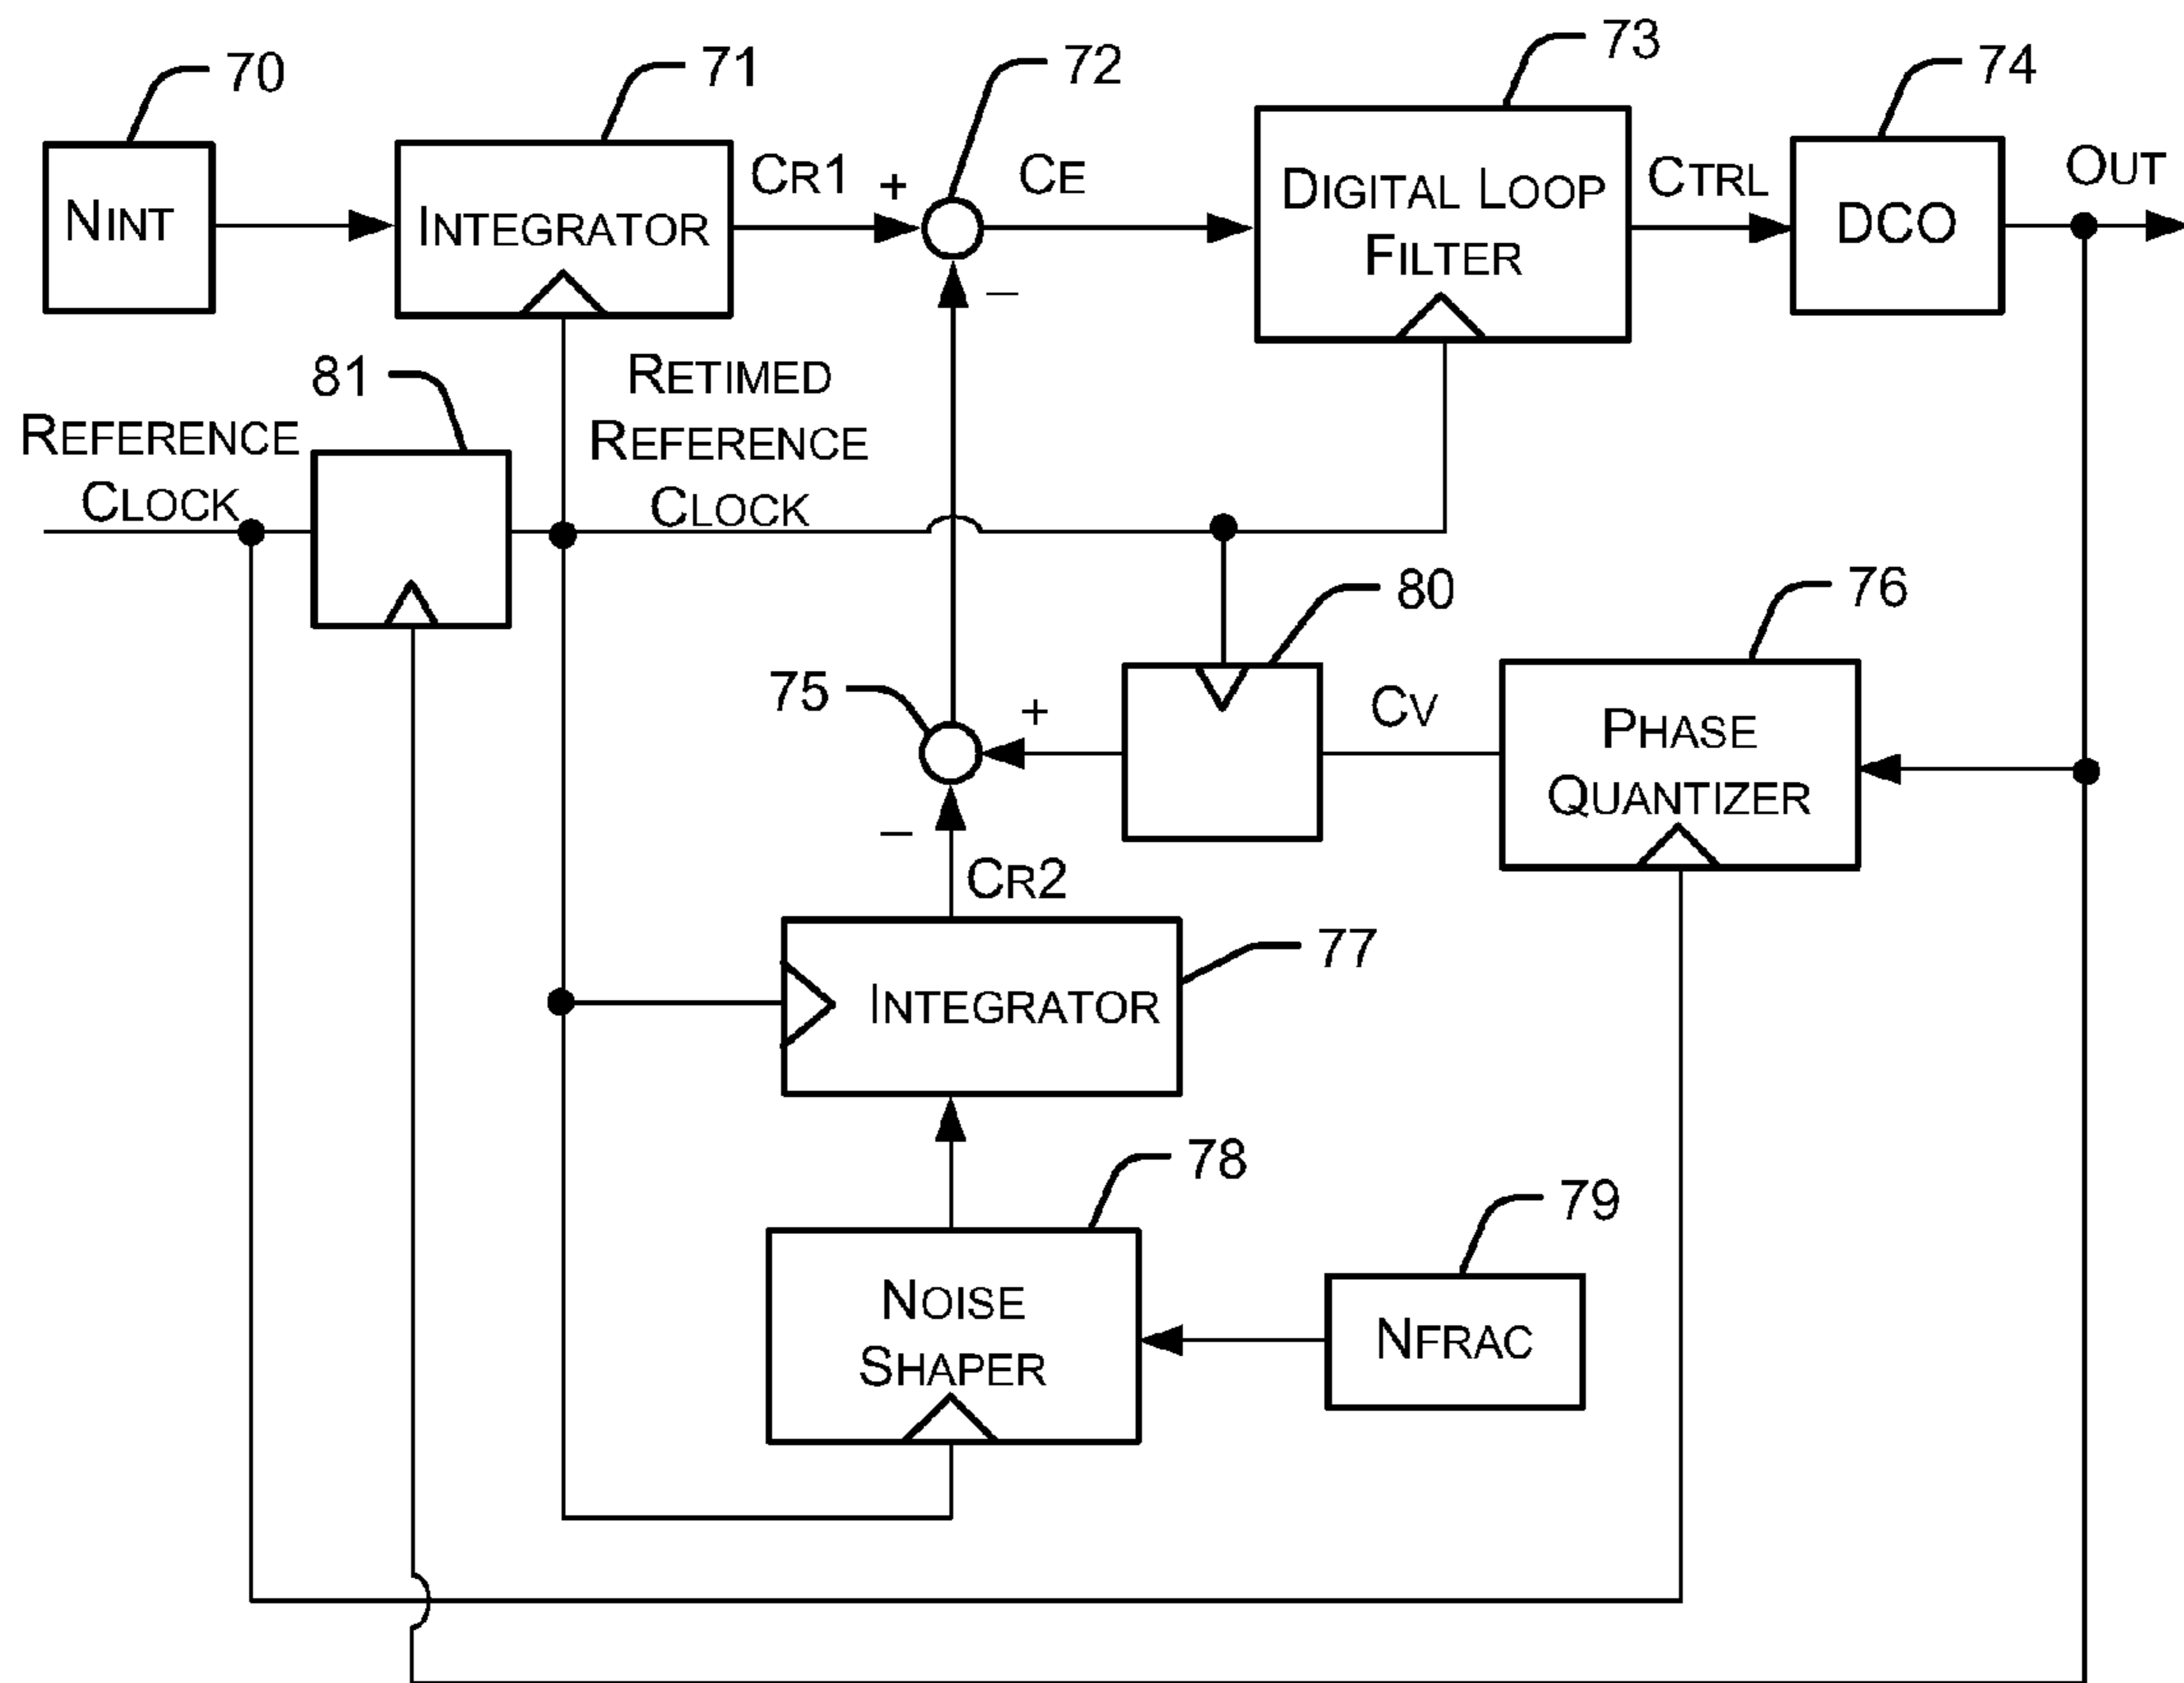 70
71
72
73
74
NINT
INTEGRATOR
CR1
+
CE
DIGITAL LOOP
FILTER
CTRL
DCO
OUT
–
81
REFERENCE
CLOCK
RETIMED
REFERENCE
CLOCK
80
76
75
+
CV
PHASE
QUANTIZER
–
CR2
77
INTEGRATOR
78
79
NOISE
SHAPER
NFRAC